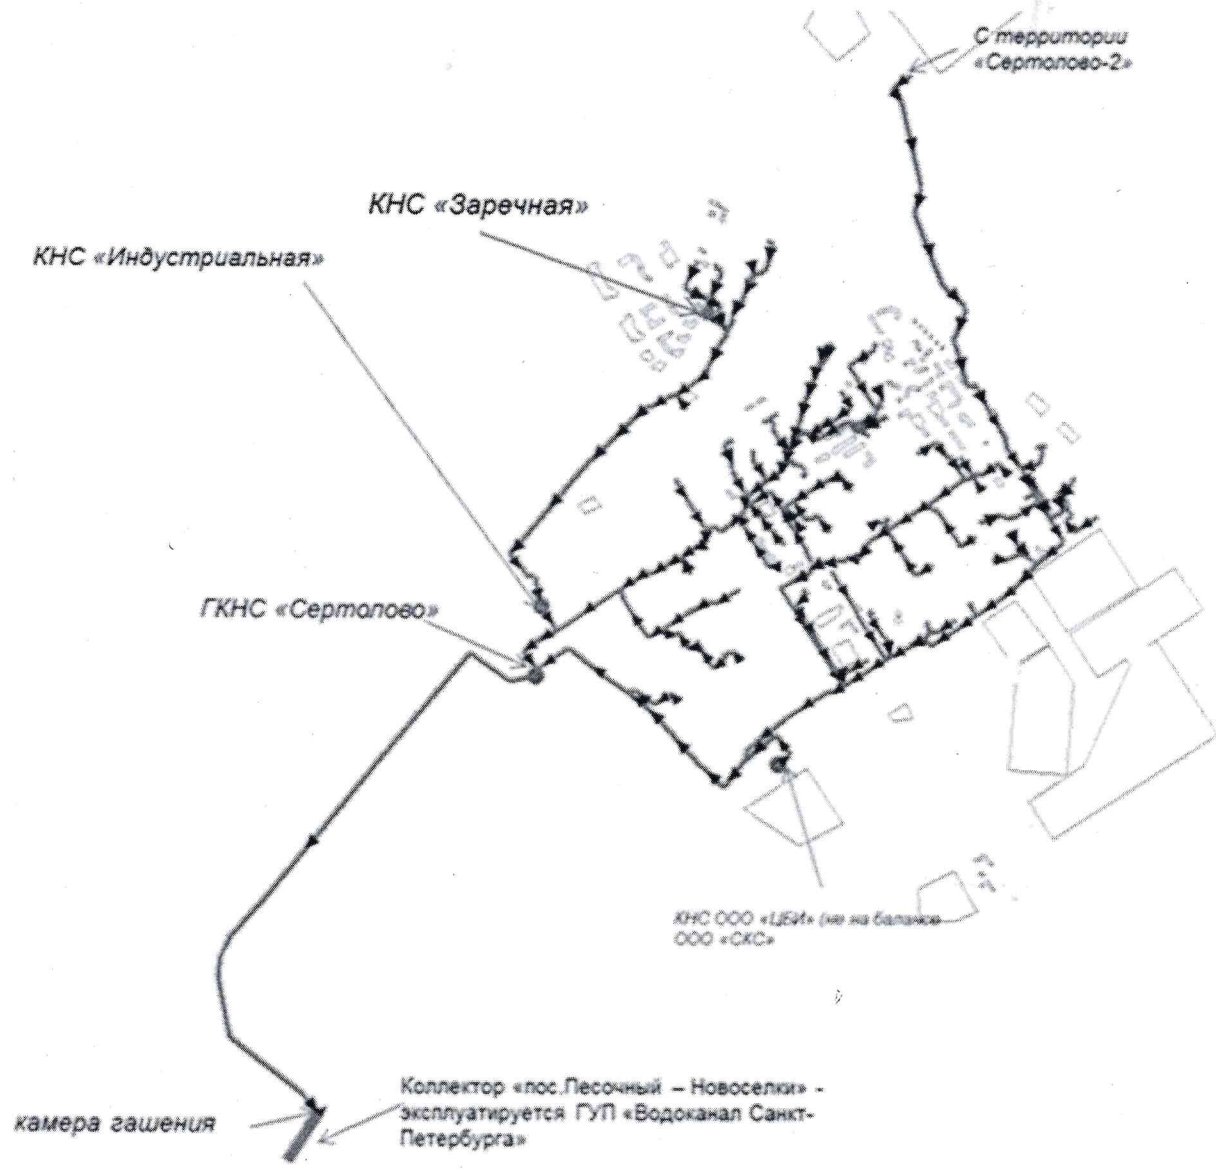 С территории
«Сертолово-2»
КНС «Заречная»
КНС «Индустриальная»
ГКНС «Сертолово»
КНС ООО «ЦБИ» (не на балансе
ООО «СКС»
Коллектор «пос.Песочный – Новоселки» -
эксплуатируется ГУП «Водоканал Санкт-
Петербурга»
камера гашения